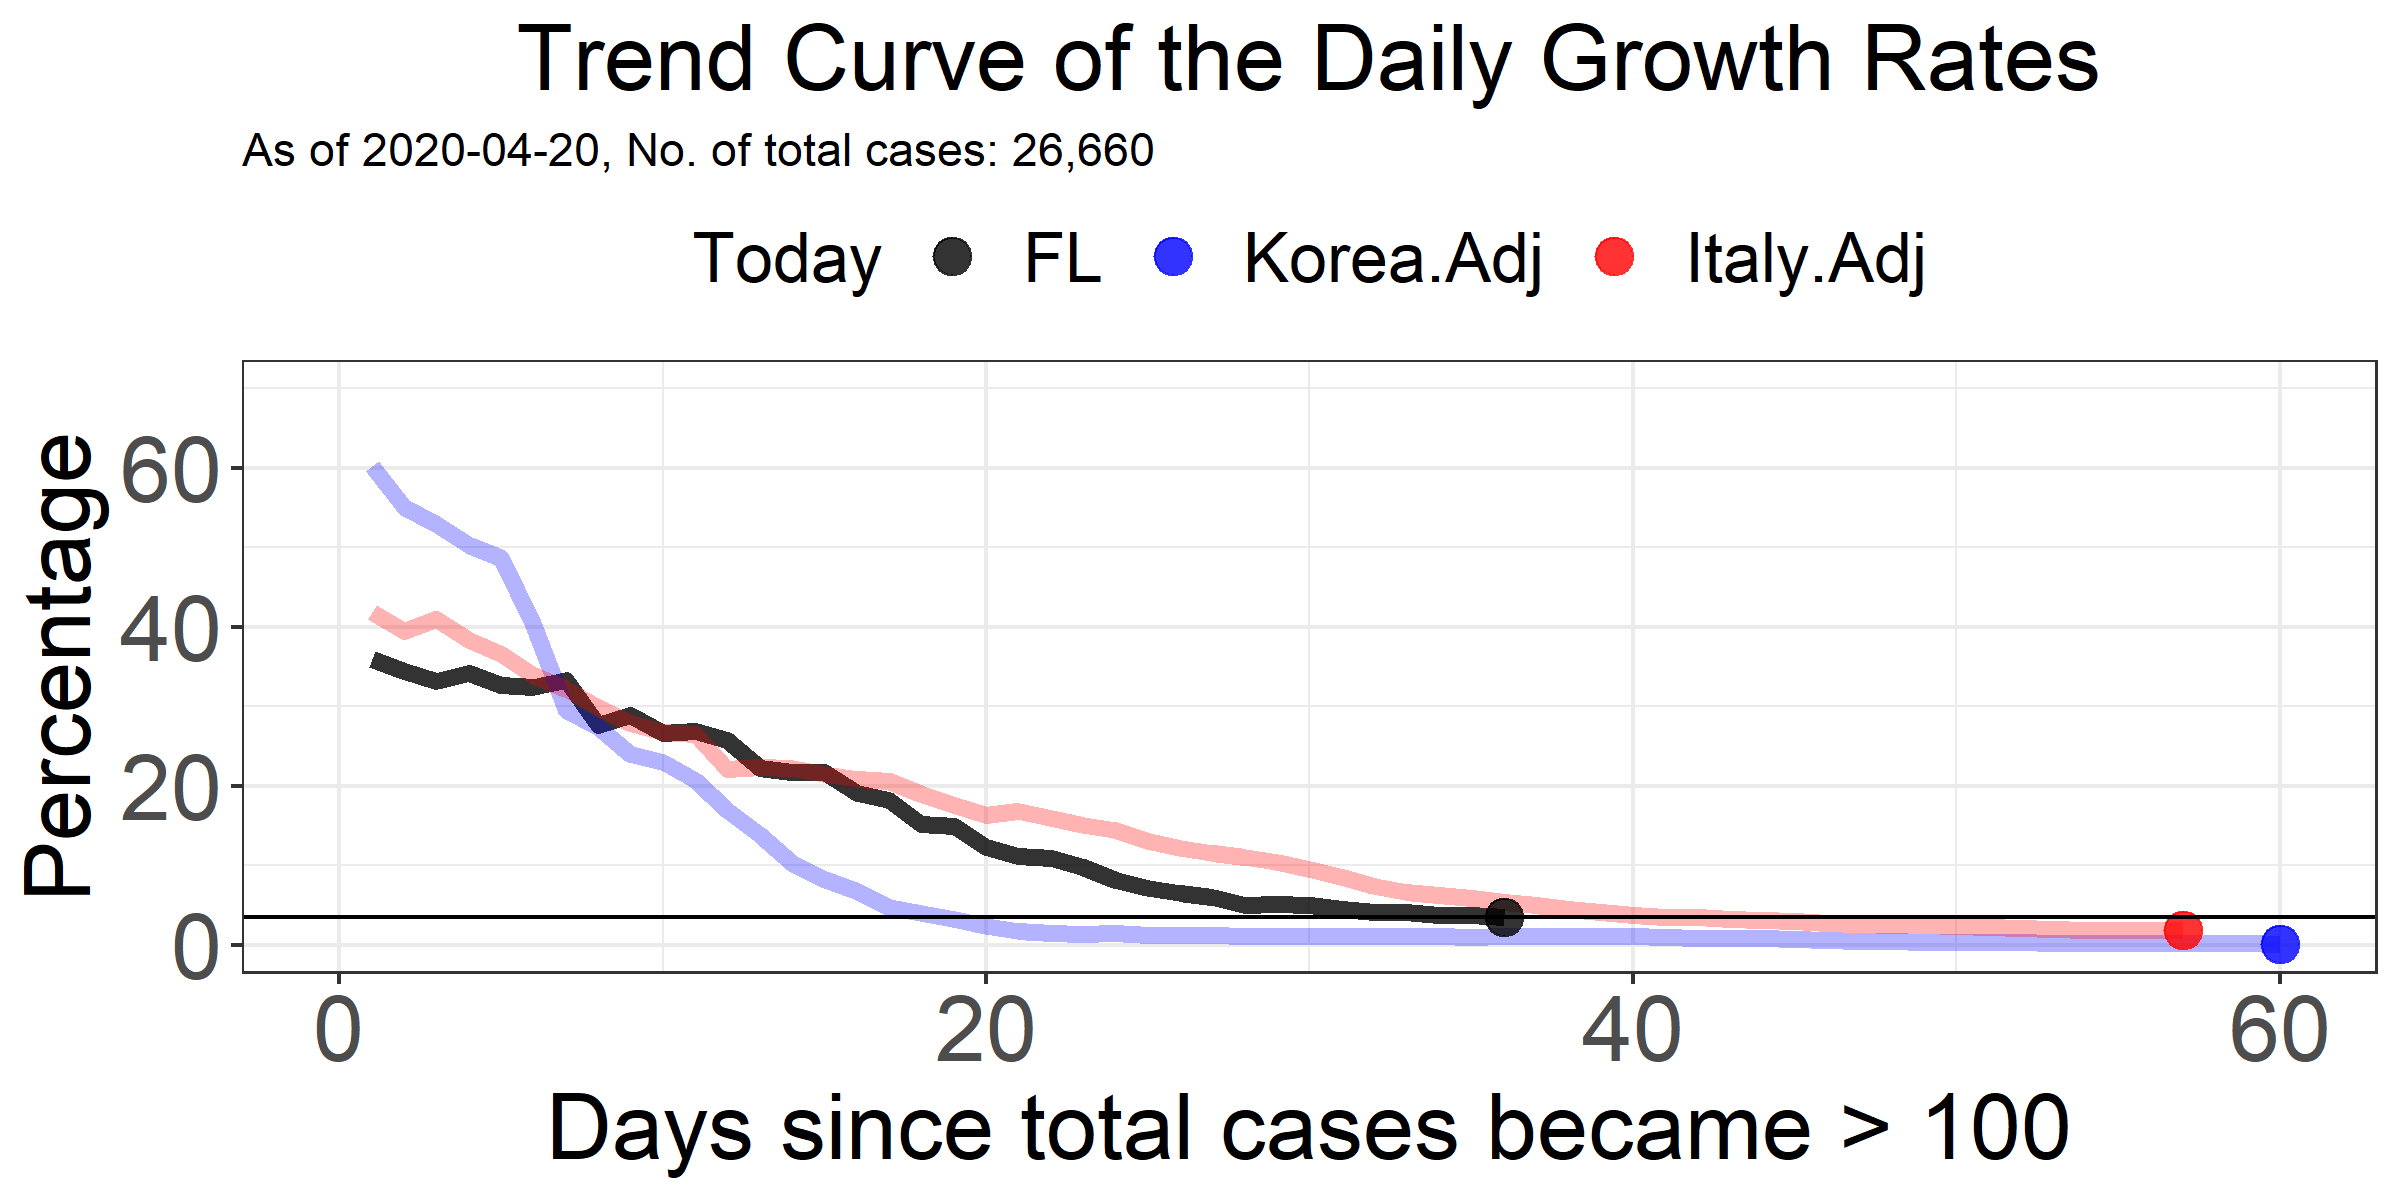 Trend Curve of the Daily Growth Rates
As of 2020-04-20, No. of total cases: 26,660
Today FL Korea.Adj Italy.Adj
Percentage
60
40
20
0
0 20 40 60
Days since total cases became > 100